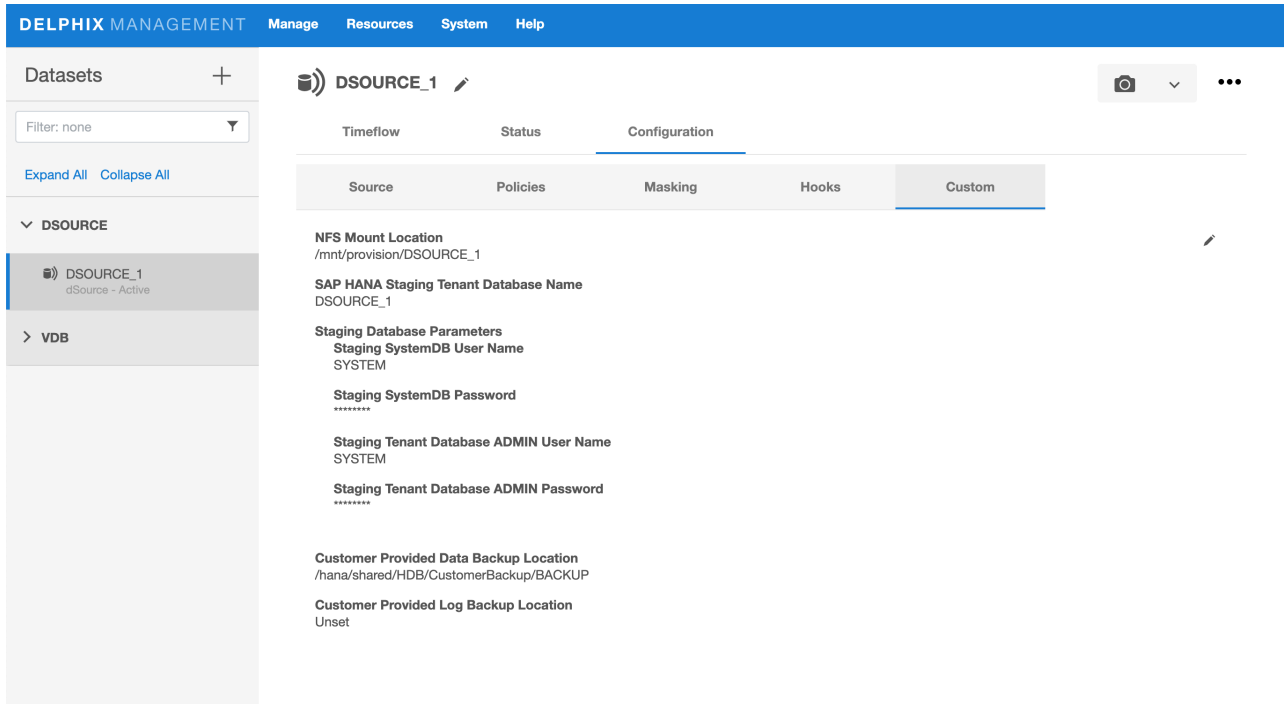 DELPHIX MANAGEMENT Manage Resources System Help
Datasets
Filter: none
Expand All Collapse All
DSOURCE
DSOURCE_1
dSource - Active
VDB
DSOURCE_1
Timeflow Status Configuration
Source Policies Masking Hooks Custom
NFS Mount Location
/mnt/provision/DSOURCE_1
SAP HANA Staging Tenant Database Name
DSOURCE_1
Staging Database Parameters
Staging SystemDB User Name
SYSTEM
Staging SystemDB Password
********
Staging Tenant Database ADMIN User Name
SYSTEM
Staging Tenant Database ADMIN Password
********
Customer Provided Data Backup Location
/hana/shared/HDB/CustomerBackup/BACKUP
Customer Provided Log Backup Location
Unset